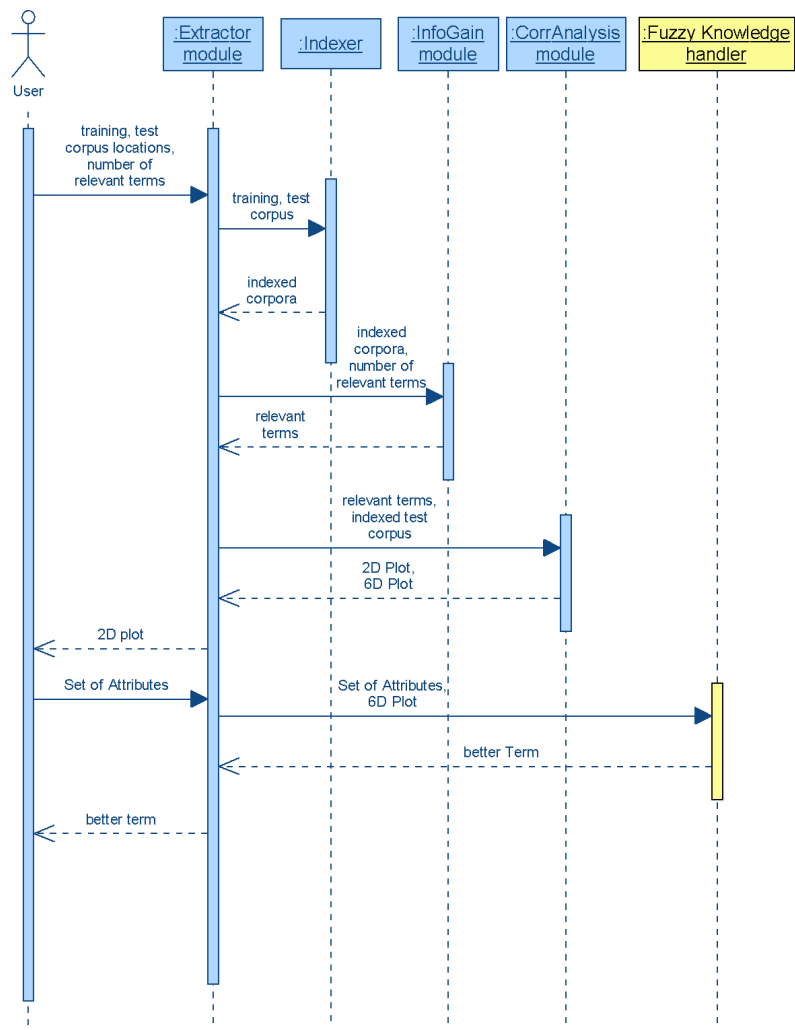 :Extractor
module
:Indexer
:InfoGain
module
:CorrAnalysis
module
:Fuzzy Knowledge
handler
User
training, test
corpus locations,
number of
relevant terms
training, test
corpus
indexed
corpora
indexed
corpora,
number of
relevant terms
relevant
terms
relevant terms,
indexed test
corpus
2D Plot,
6D Plot
2D plot
Set of Attributes
Set of Attributes,
6D Plot
better Term
better term